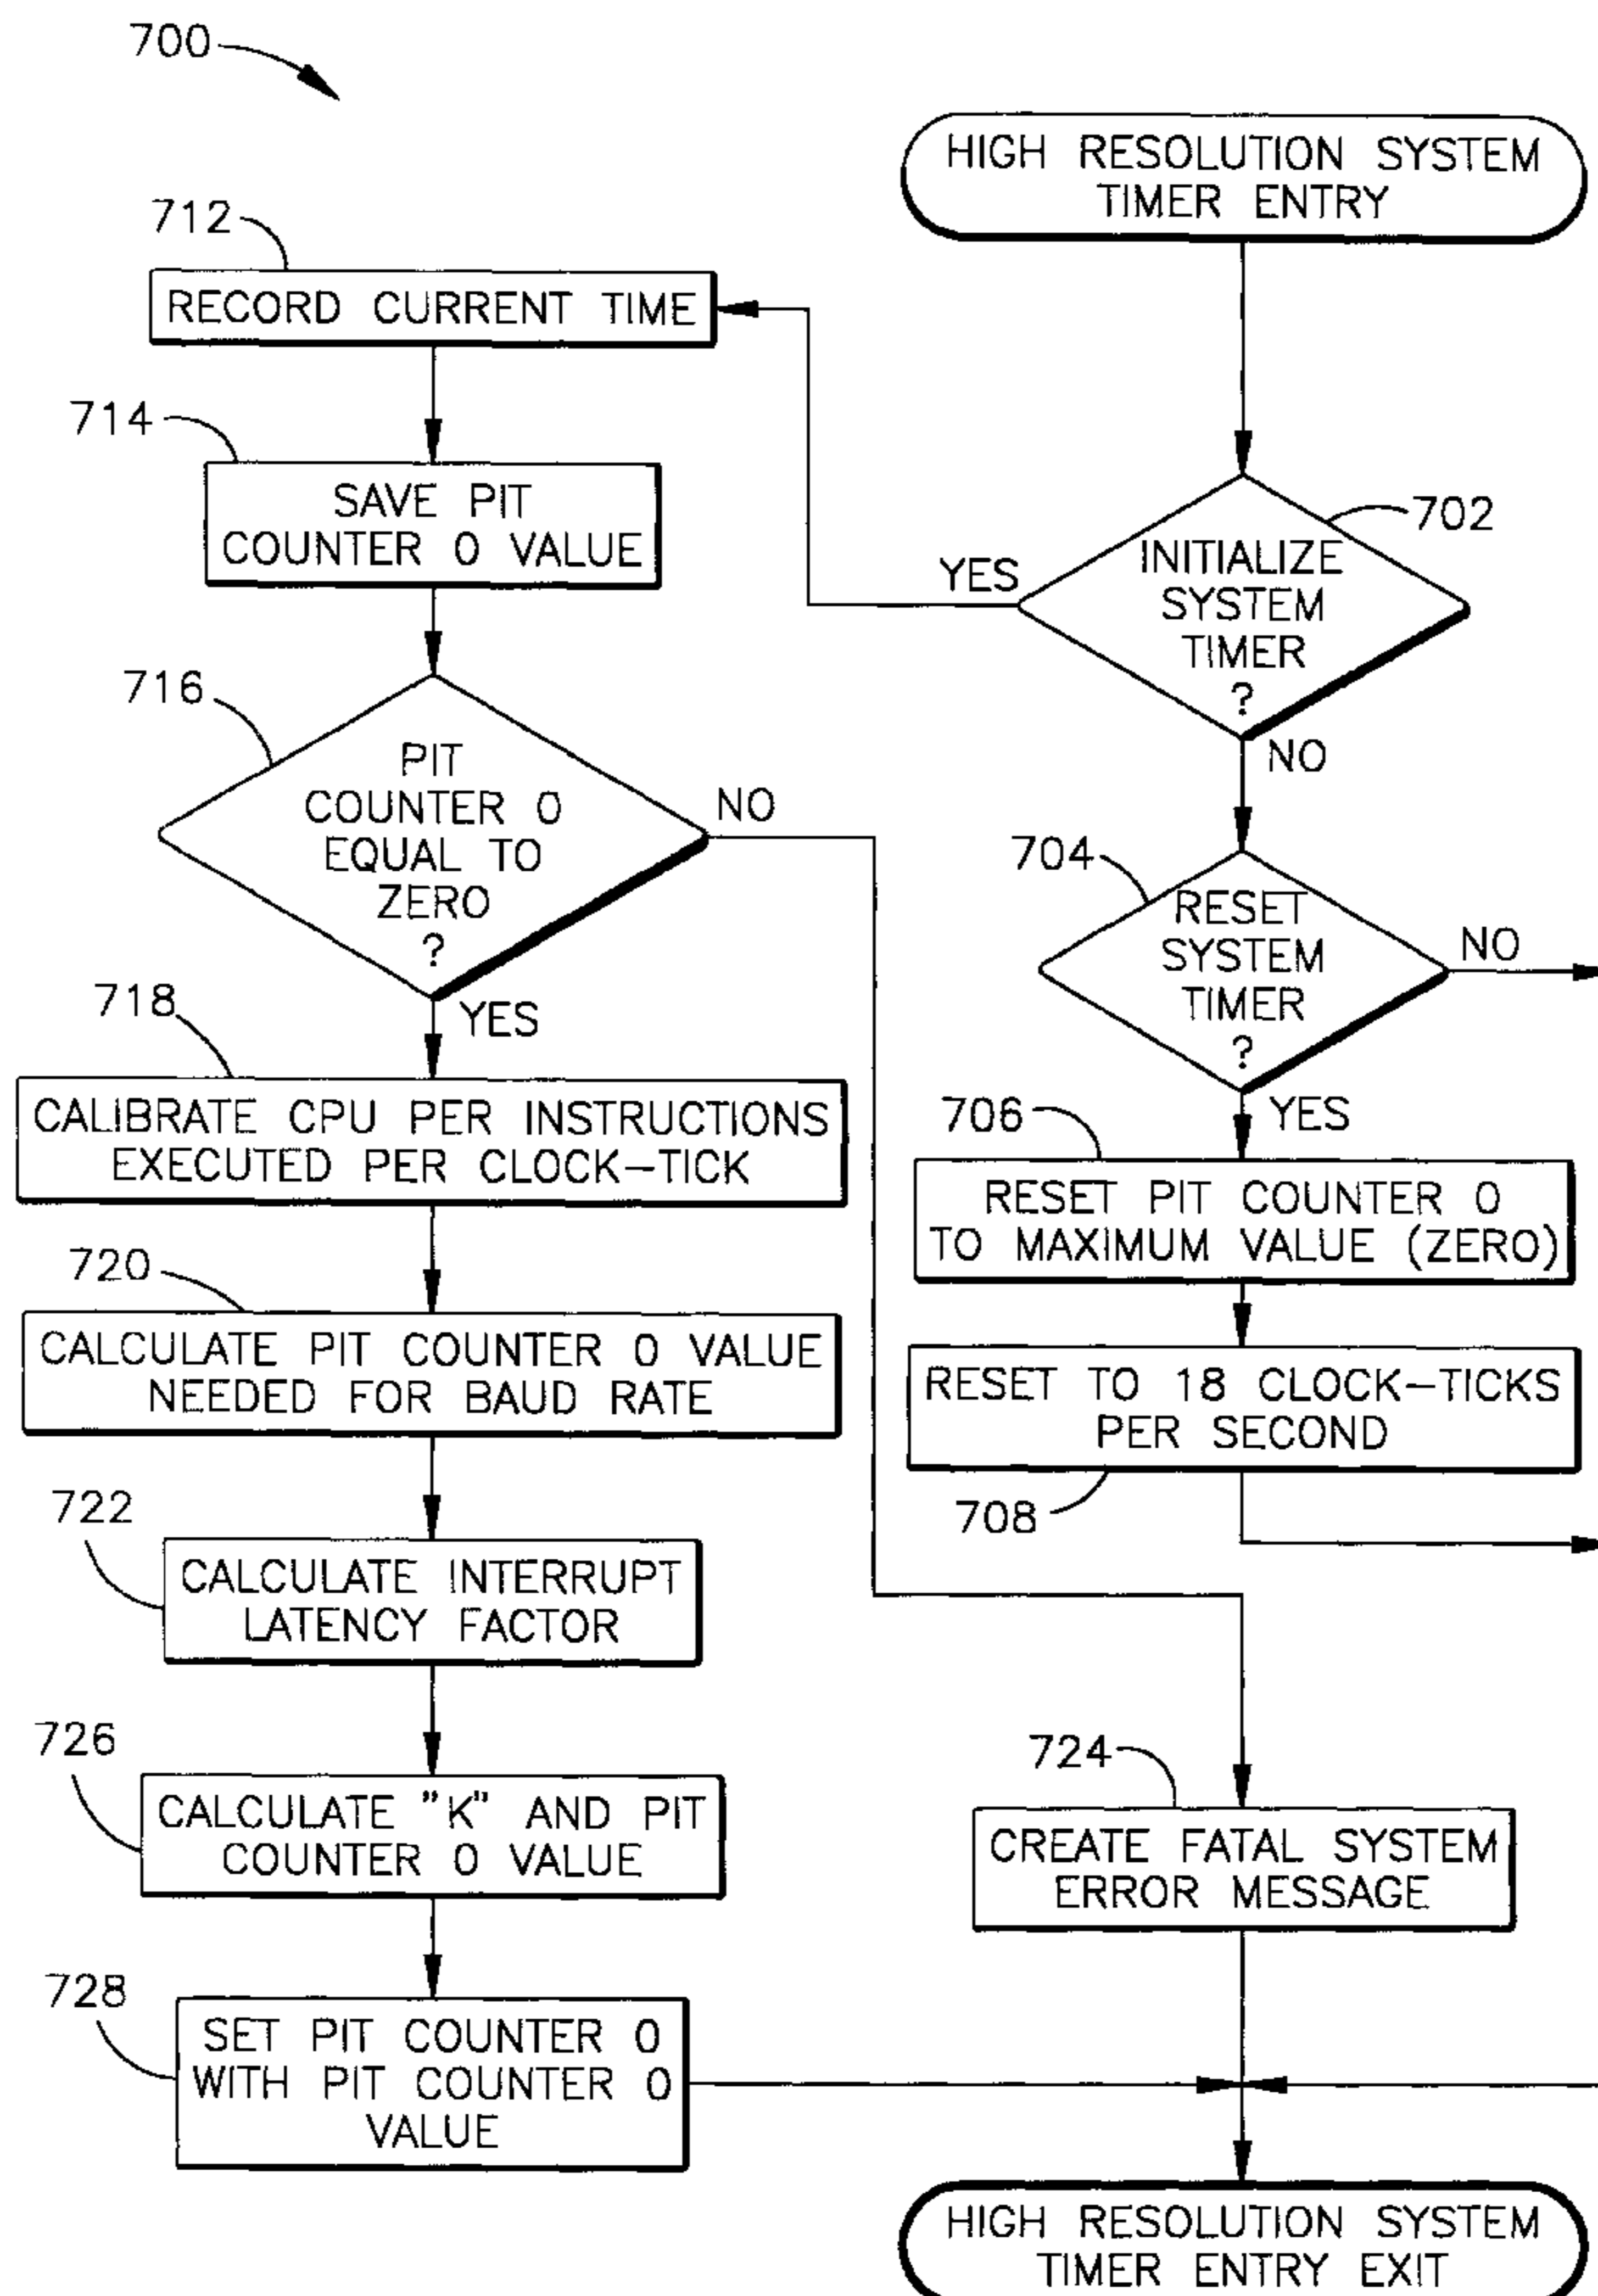 700
HIGH RESOLUTION SYSTEM
TIMER ENTRY
712
RECORD CURRENT TIME
714
SAVE PIT
COUNTER 0 VALUE
702
INITIALIZE
SYSTEM
TIMER
?
YES
NO
716
PIT
COUNTER 0
EQUAL TO
ZERO
?
NO
YES
704
RESET
SYSTEM
TIMER
?
NO
YES
718
CALIBRATE CPU PER INSTRUCTIONS
EXECUTED PER CLOCK-TICK
706
RESET PIT COUNTER 0
TO MAXIMUM VALUE (ZERO)
720
CALCULATE PIT COUNTER 0 VALUE
NEEDED FOR BAUD RATE
RESET TO 18 CLOCK-TICKS
PER SECOND
708
722
CALCULATE INTERRUPT
LATENCY FACTOR
726
CALCULATE "K" AND PIT
COUNTER 0 VALUE
724
CREATE FATAL SYSTEM
ERROR MESSAGE
728
SET PIT COUNTER 0
WITH PIT COUNTER 0
VALUE
HIGH RESOLUTION SYSTEM
TIMER ENTRY EXIT